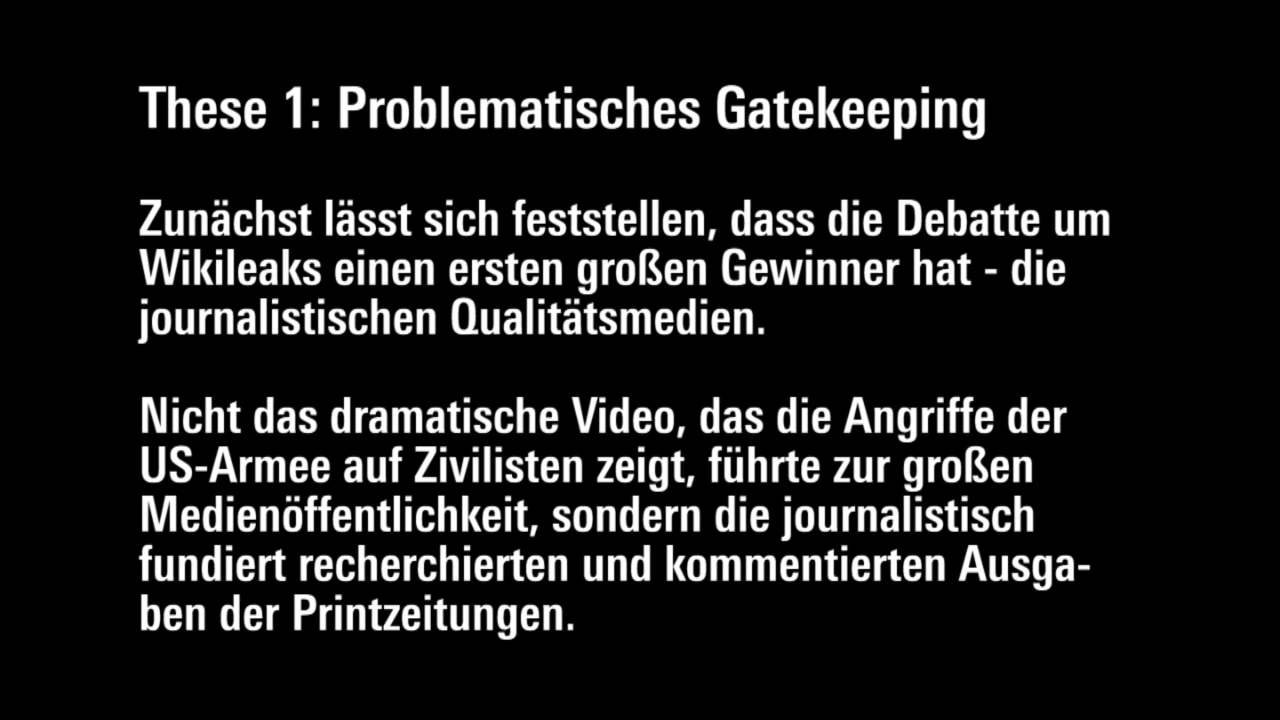 These 1: Problematisches Gatekeeping
Zunächst lässt sich feststellen, dass die Debatte um
Wikileaks einen ersten großen Gewinner hat - die
journalistischen Qualitätsmedien.
Nicht das dramatische Video, das die Angriffe der
US-Armee auf Zivilisten zeigt, führte zur großen
Medienöffentlichkeit, sondern die journalistisch
fundiert recherchierten und kommentierten Ausga-
ben der Printzeitungen.